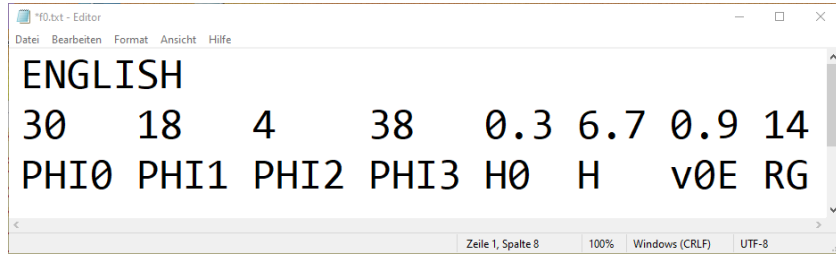 *f0.txt - Editor
Datei Bearbeiten Format Ansicht Hilfe
ENGLISH
30 18 4 38 0.3 6.7 0.9 14
PHI0 PHI1 PHI2 PHI3 H0 H v0E RG
Zeile 1, Spalte 8 100% Windows (CRLF) UTF-8